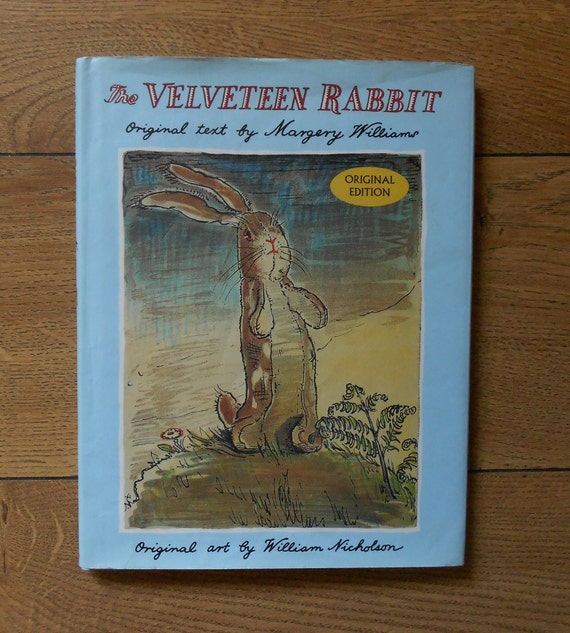 The VELVETEEN RABBIT
Original text by Margery Williams
ORIGINAL
EDITION
Original art by William Nicholson